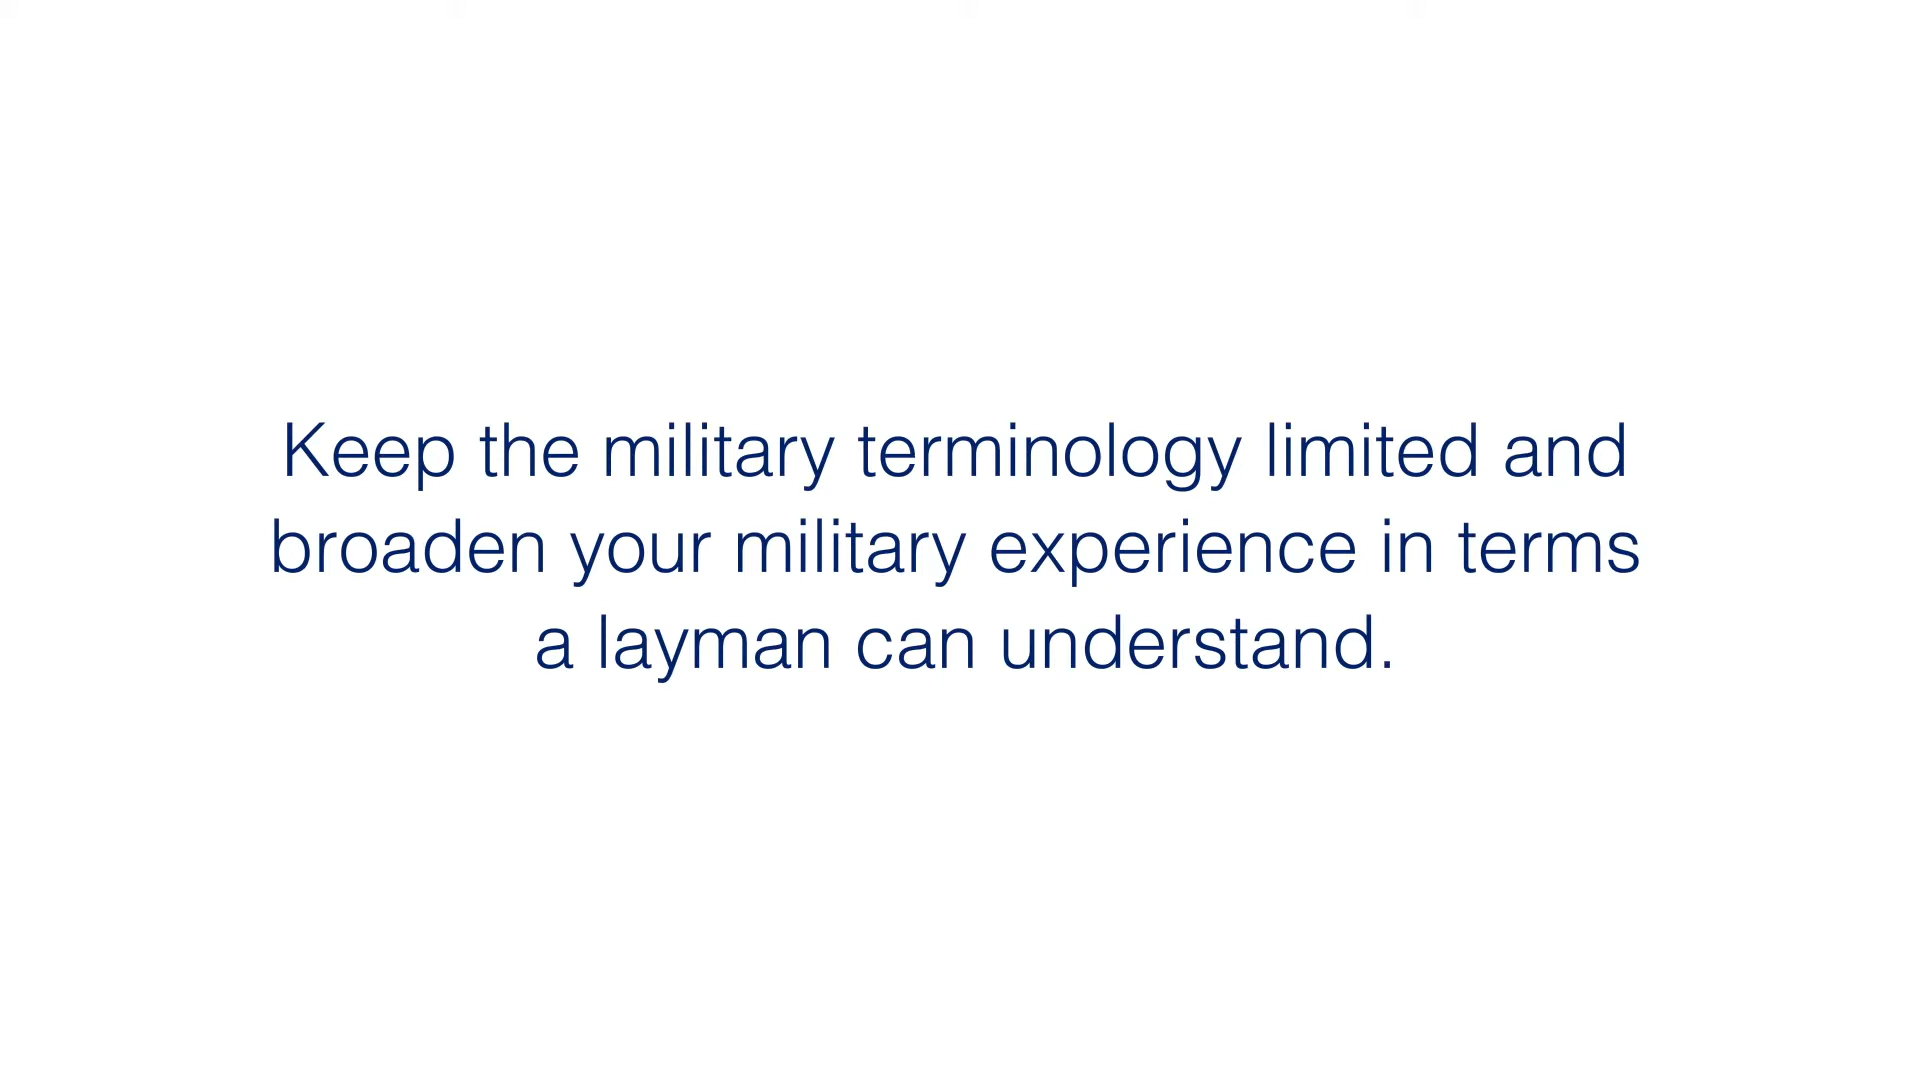 Keep the military terminology limited and
broaden your military experience in terms
a layman can understand.